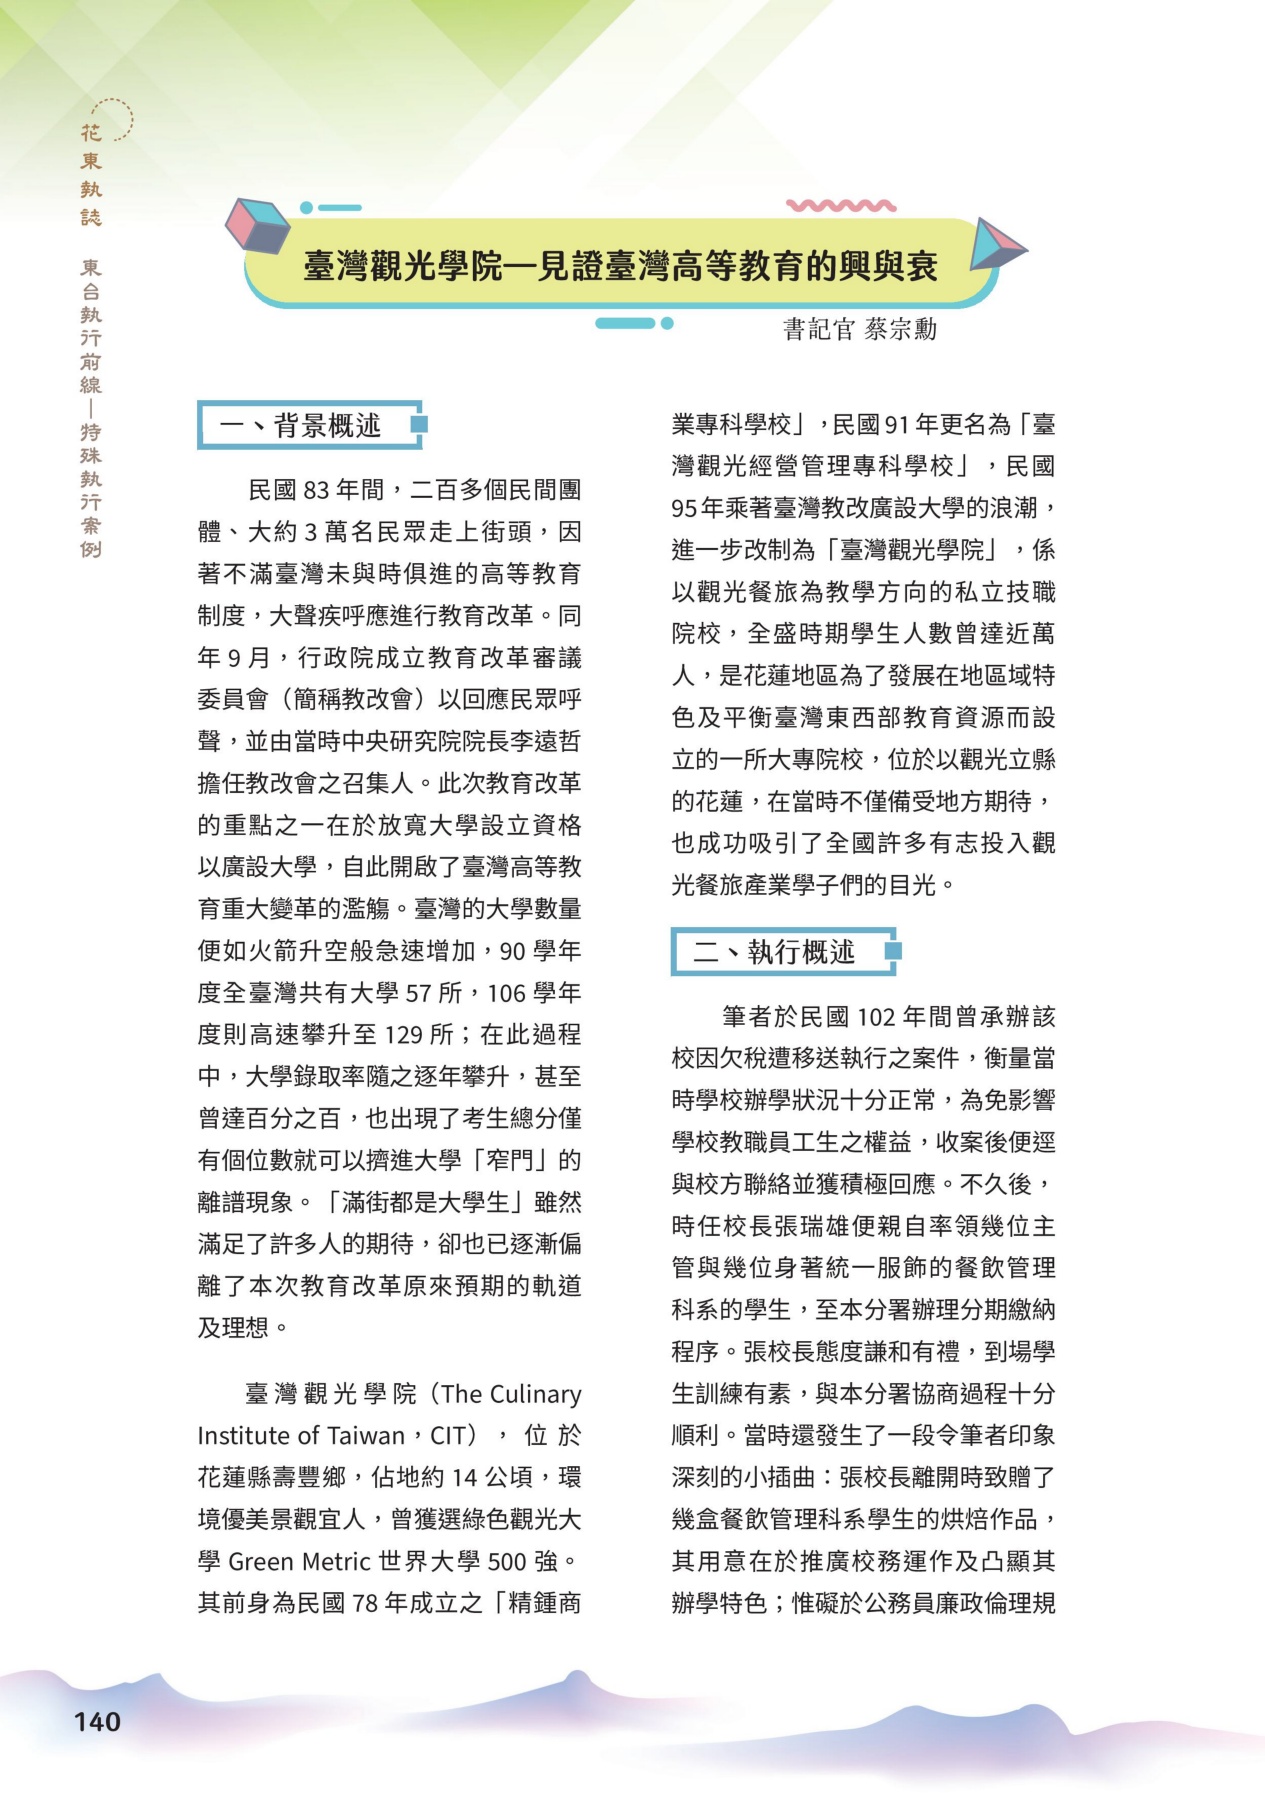 花東執誌 東台執行前線—特殊執行案例
臺灣觀光學院—見證臺灣高等教育的興與衰
書記官 蔡宗勳
一、背景概述
民國 83 年間，二百多個民間團
體、大約 3 萬名民眾走上街頭，因
著不滿臺灣未與時俱進的高等教育
制度，大聲疾呼應進行教育改革。同
年 9 月，行政院成立教育改革審議
委員會（簡稱教改會）以回應民眾呼
聲，並由當時中央研究院院長李遠哲
擔任教改會之召集人。此次教育改革
的重點之一在於放寬大學設立資格
以廣設大學，自此開啟了臺灣高等教
育重大變革的濫觴。臺灣的大學數量
便如火箭升空般急速增加，90 學年
度全臺灣共有大學 57 所，106 學年
度則高速攀升至 129 所；在此過程
中，大學錄取率隨之逐年攀升，甚至
曾達百分之百，也出現了考生總分僅
有個位數就可以擠進大學「窄門」的
離譜現象。「滿街都是大學生」雖然
滿足了許多人的期待，卻也已逐漸偏
離了本次教育改革原來預期的軌道
及理想。
臺灣觀光學院（The Culinary
Institute of Taiwan，CIT），位於
花蓮縣壽豐鄉，佔地約 14 公頃，環
境優美景觀宜人，曾獲選綠色觀光大
學 Green Metric 世界大學 500 強。
其前身為民國 78 年成立之「精鍾商
業專科學校」，民國 91 年更名為「臺
灣觀光經營管理專科學校」，民國
95 年乘著臺灣教改廣設大學的浪潮，
進一步改制為「臺灣觀光學院」，係
以觀光餐旅為教學方向的私立技職
院校，全盛時期學生人數曾達近萬
人，是花蓮地區為了發展在地區域特
色及平衡臺灣東西部教育資源而設
立的一所大專院校，位於以觀光立縣
的花蓮，在當時不僅備受地方期待，
也成功吸引了全國許多有志投入觀
光餐旅產業學子們的目光。
二、執行概述
筆者於民國 102 年間曾承辦該
校因欠稅遭移送執行之案件，衡量當
時學校辦學狀況十分正常，為免影響
學校教職員工生之權益，收案後便逕
與校方聯絡並獲積極回應。不久後，
時任校長張瑞雄便親自率領幾位主
管與幾位身著統一服飾的餐飲管理
科系的學生，至本分署辦理分期繳納
程序。張校長態度謙和有禮，到場學
生訓練有素，與本分署協商過程十分
順利。當時還發生了一段令筆者印象
深刻的小插曲：張校長離開時致贈了
幾盒餐飲管理科系學生的烘焙作品，
其用意在於推廣校務運作及凸顯其
辦學特色；惟礙於公務員廉政倫理規
140